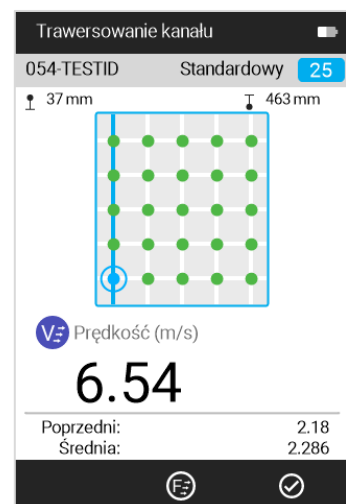 Trawersowanie kanału
054-TESTID Standardowy 25
37 mm 463 mm
V Prędkość (m/s)
6.54
Poprzedni: 2.18
Średnia: 2.286
F